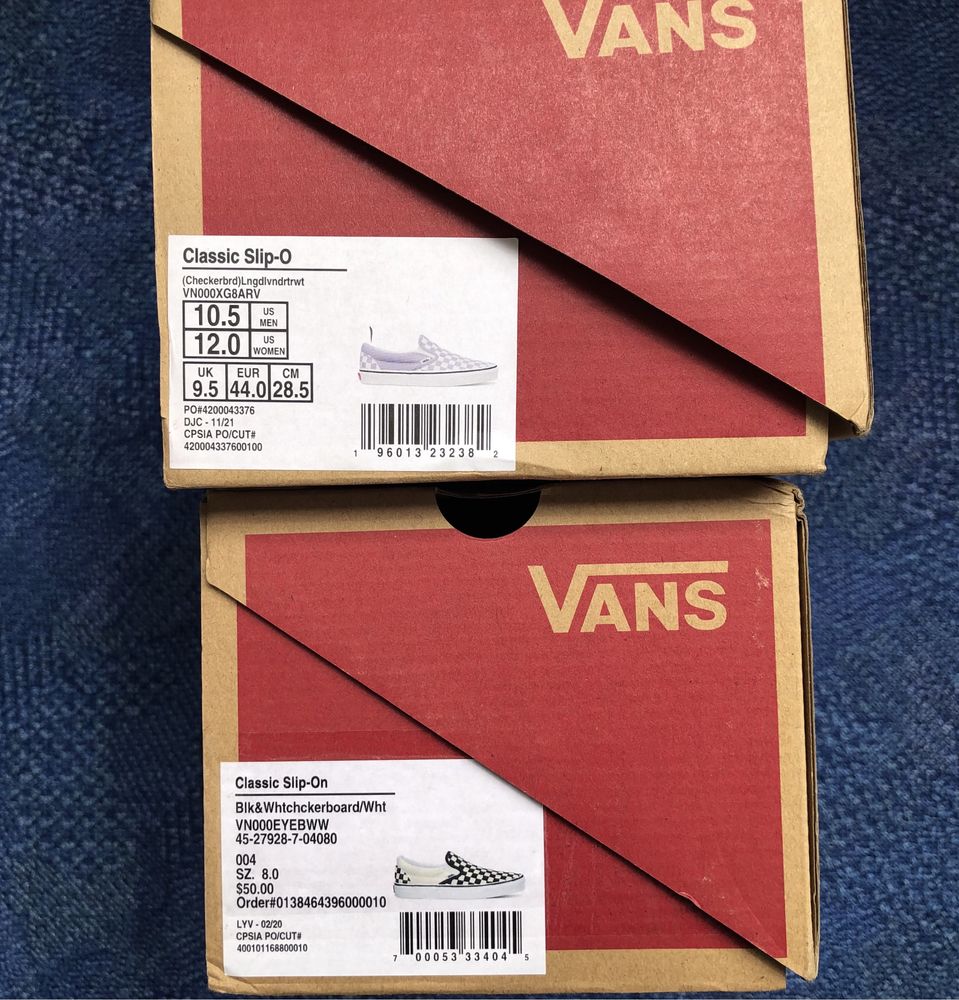 VANS
Classic Slip-O
(Checkerbrd)Lngdlvndrtrwt
VN000XG8ARV
10.5 US MEN
12.0 US WOMEN
UK EUR CM
9.5 44.0 28.5
PO#4200043376
DJC - 11/21
CPSIA PO/CUT#
420004337600100
1 96013 23238 2
VANS
Classic Slip-On
Blk&Whtchckerboard/Wht
VN000EYEBWW
45-27928-7-04080
004
SZ. 8.0
$50.00
Order#0138464396000010
LYV - 02/20
CPSIA PO/CUT#
400101168800010
7 00053 33404 5